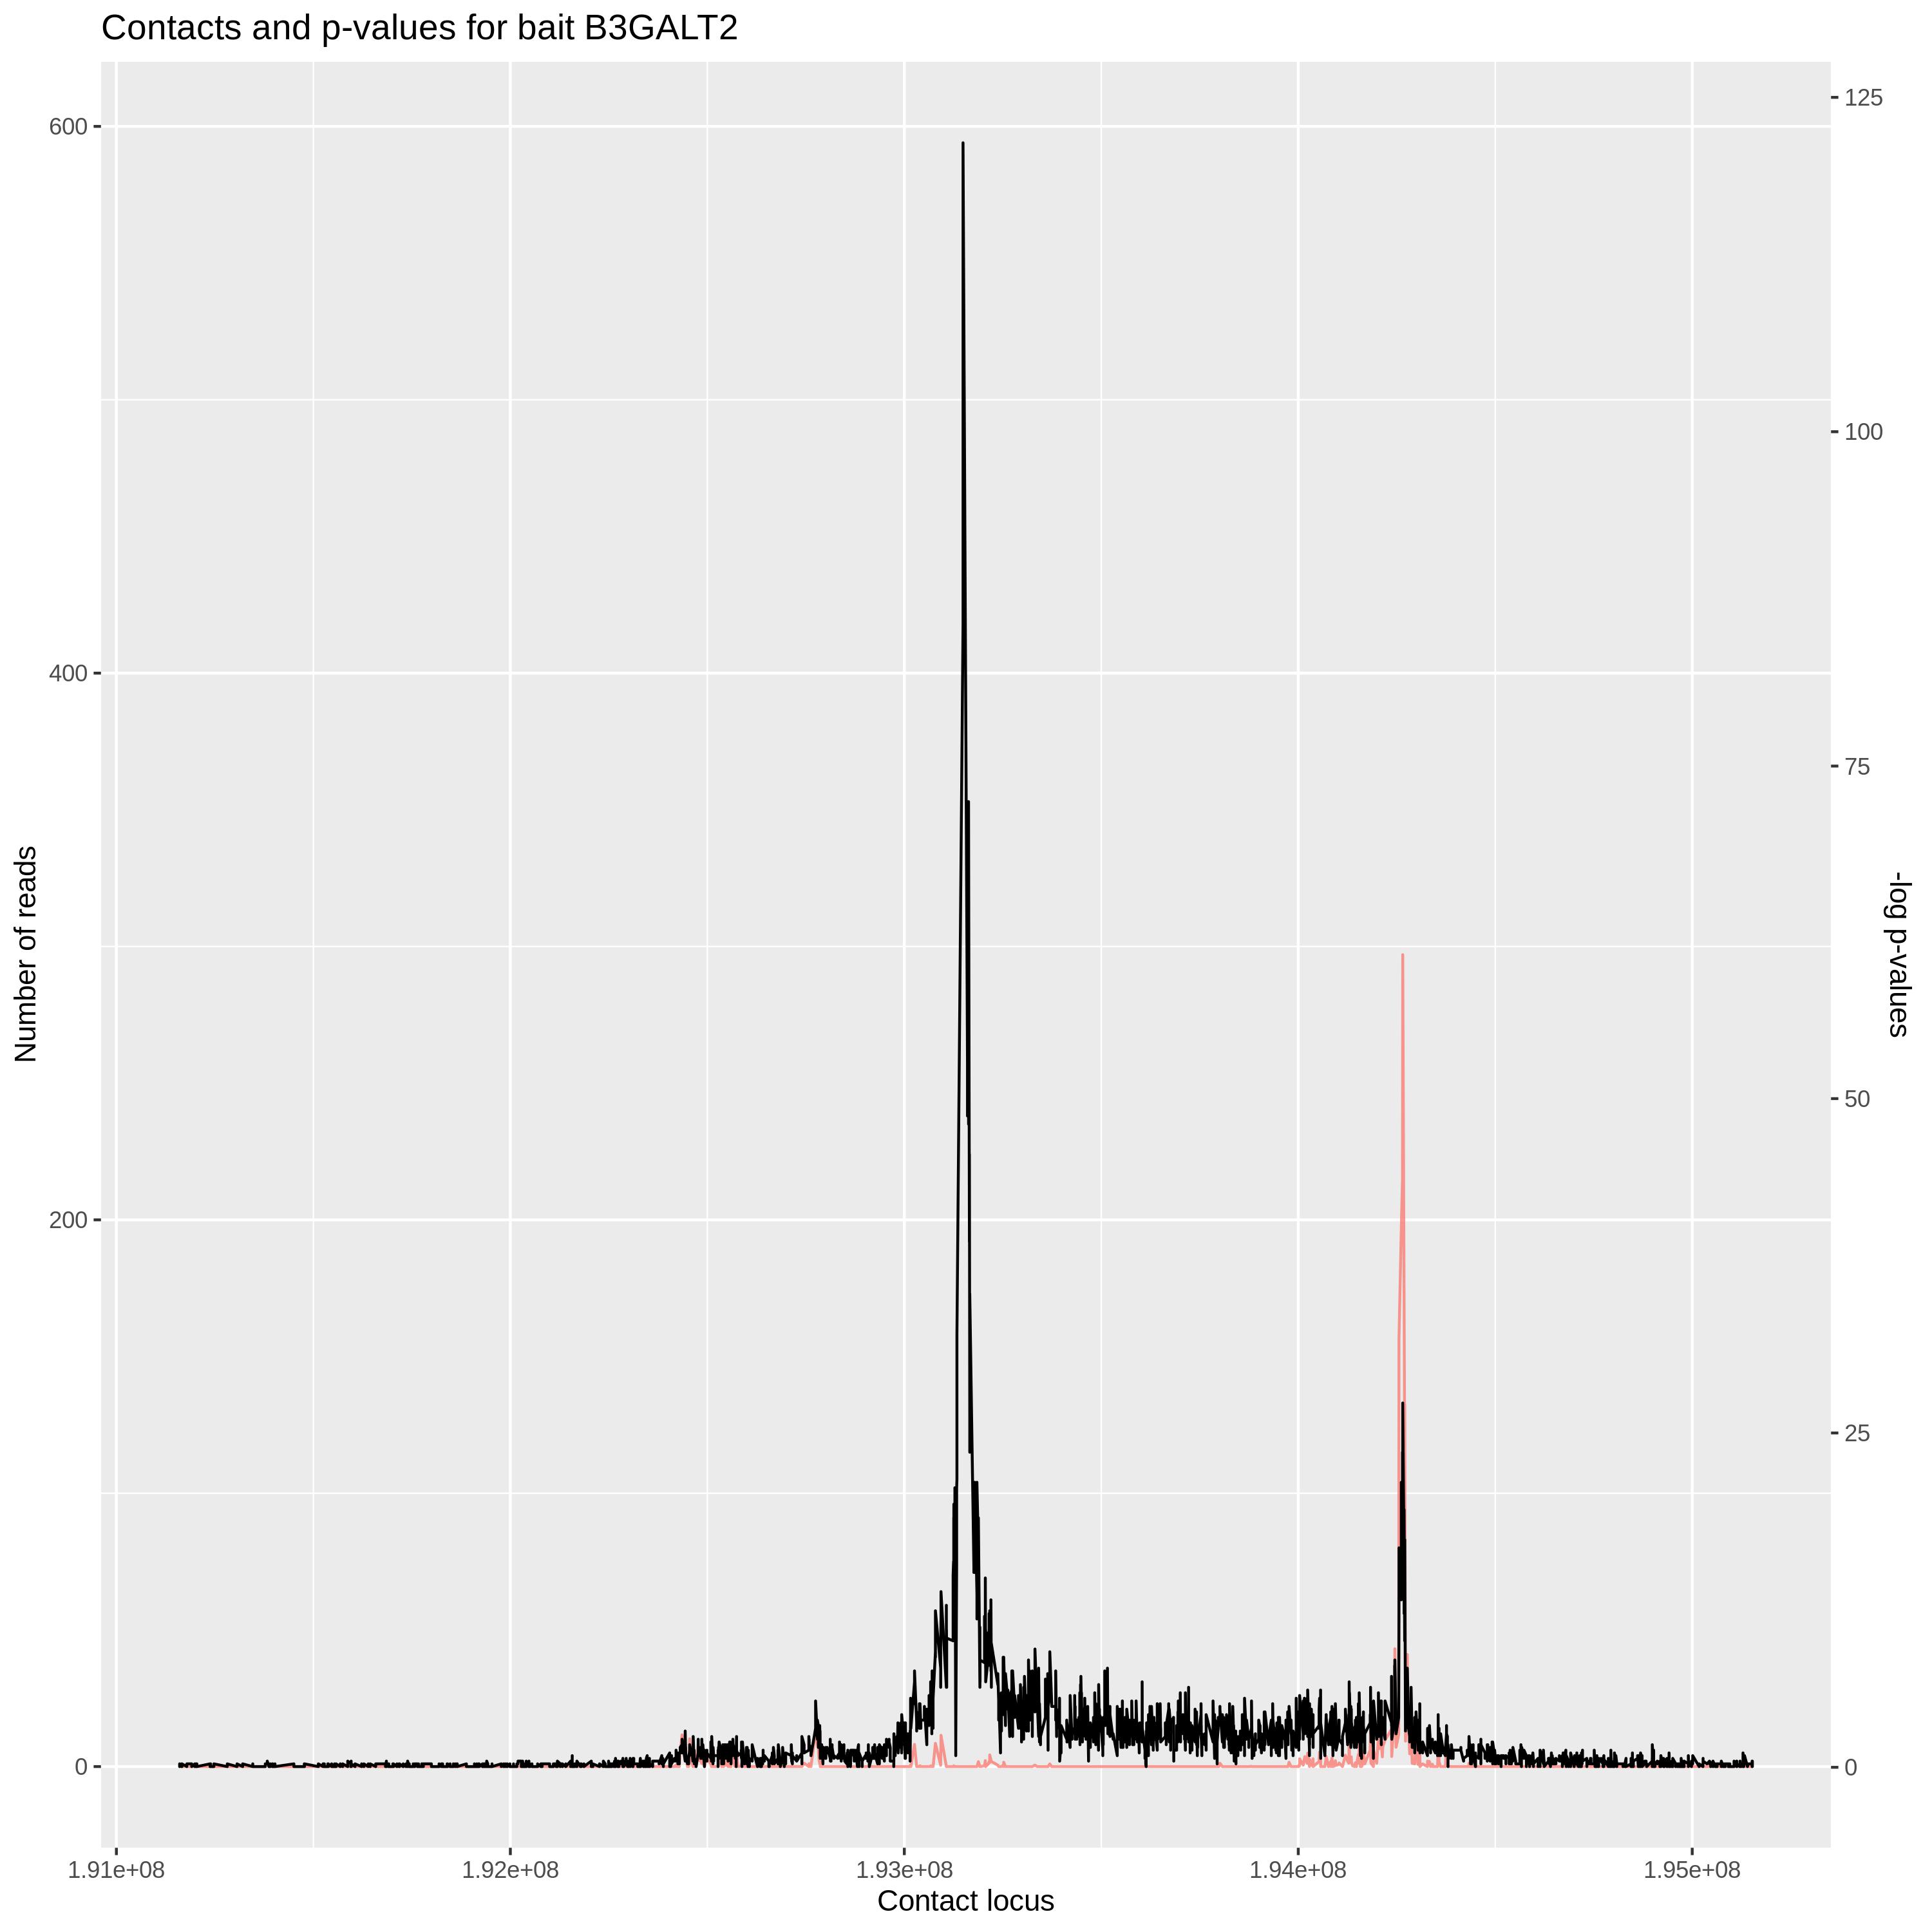 Contacts and p-values for bait B3GALT2
600
400
200
0
Number of reads
125
100
75
50
25
0
-log p-values
1.91e+08
1.92e+08
1.93e+08
1.94e+08
1.95e+08
Contact locus